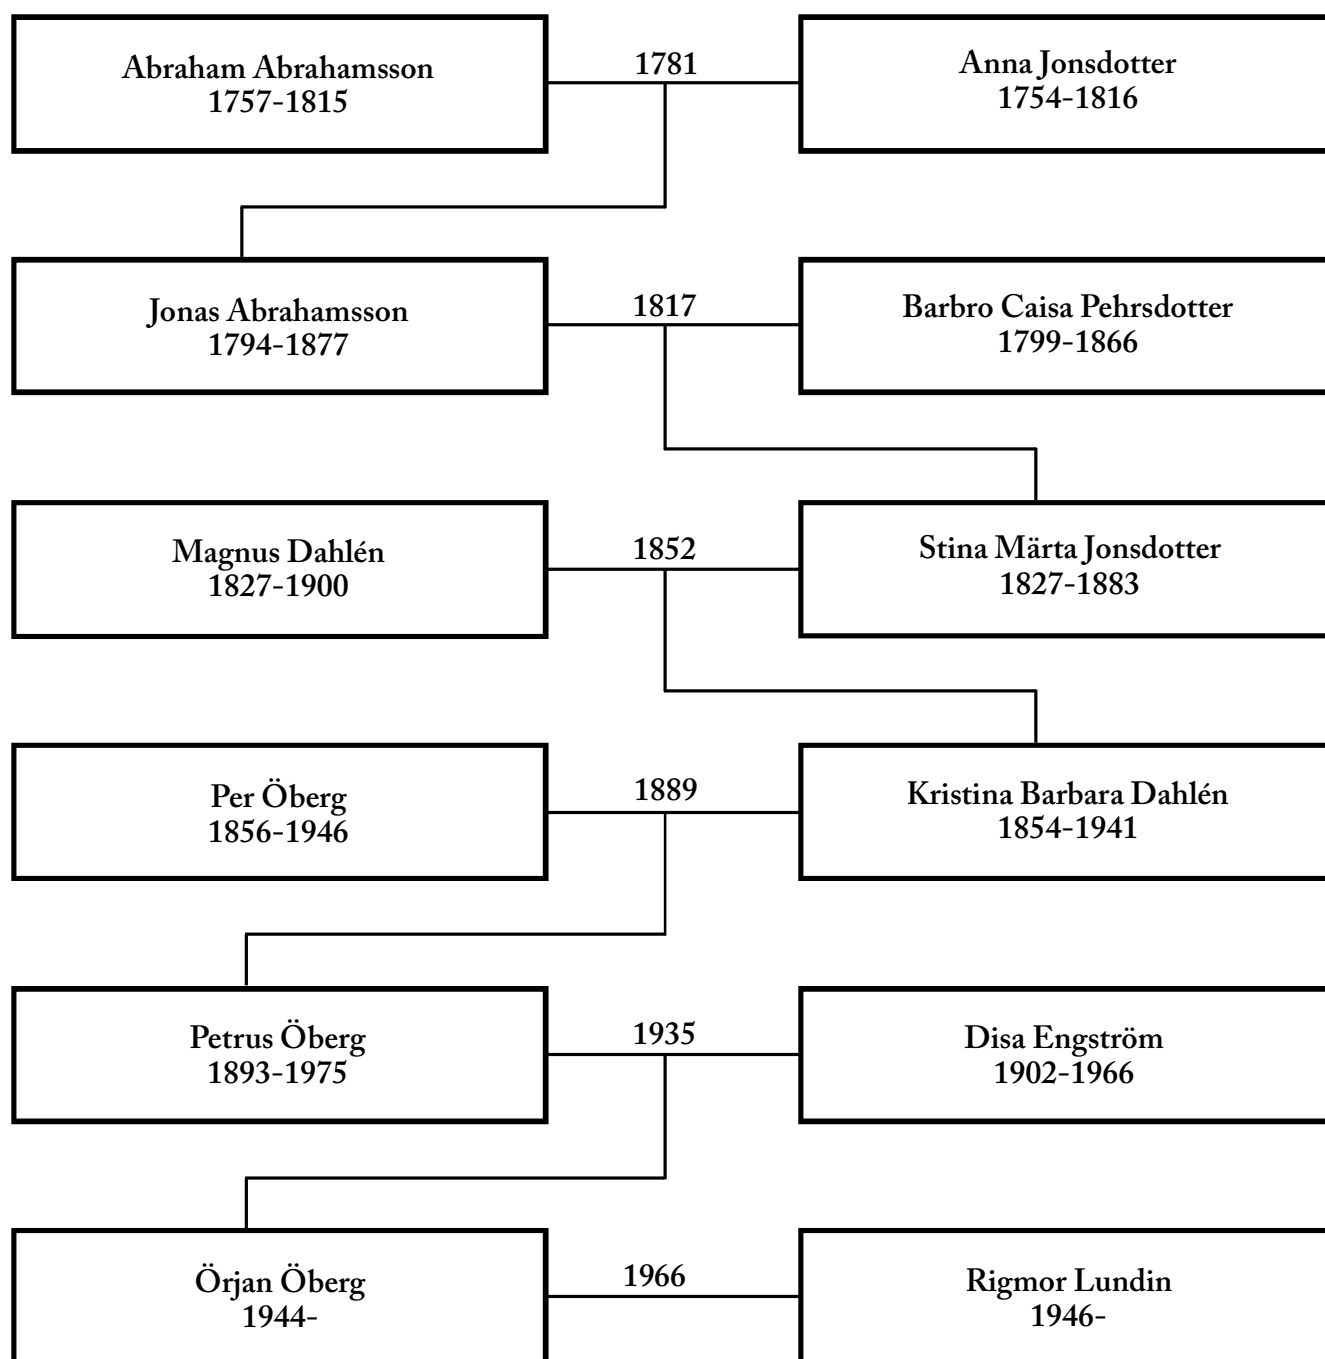 Abraham Abrahamsson
1757-1815
1781
Anna Jonsdotter
1754-1816
Jonas Abrahamsson
1794-1877
1817
Barbro Caisa Pehrsdotter
1799-1866
Magnus Dahlén
1827-1900
1852
Stina Märta Jonsdotter
1827-1883
Per Öberg
1856-1946
1889
Kristina Barbara Dahlén
1854-1941
Petrus Öberg
1893-1975
1935
Disa Engström
1902-1966
Örjan Öberg
1944-
1966
Rigmor Lundin
1946-